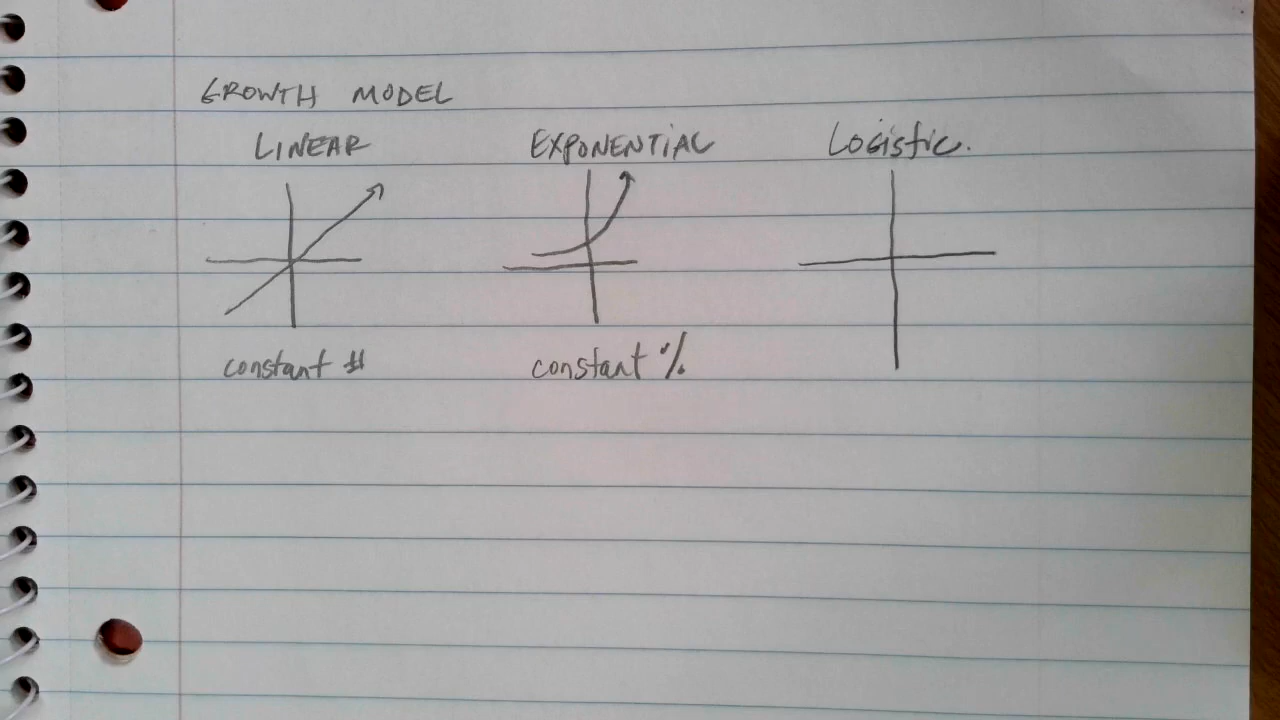 GROWTH MODEL
LINEAR EXPONENTIAL Logistic.
constant # constant %